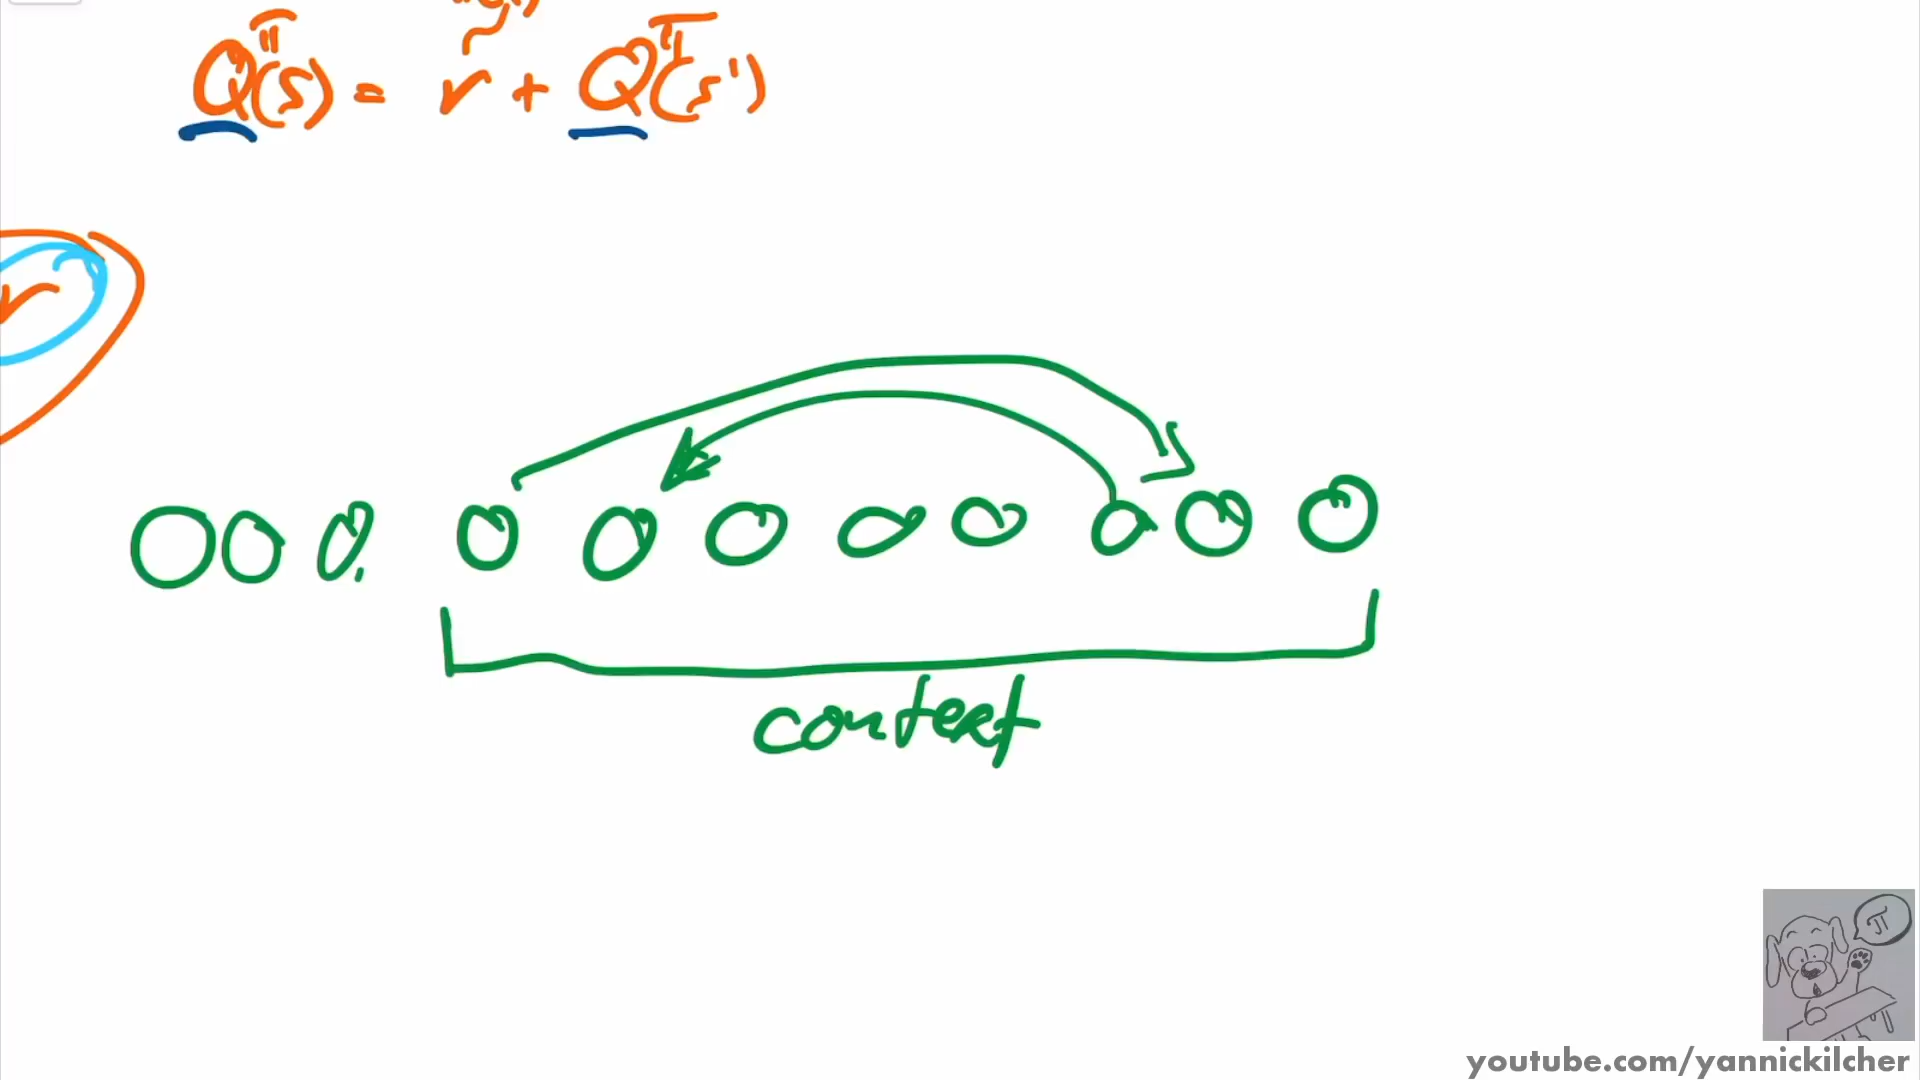 Q^π(s) = r + Q^π(s')
r
context
π
youtube.com/yannickilcher